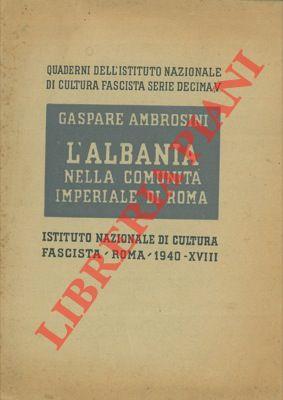 QUADERNI DELL'ISTITUTO NAZIONALE
DI CULTURA FASCISTA SERIE DECIMA,V
GASPARE AMBROSINI
L'ALBANIA
NELLA COMUNITÀ
IMPERIALE DI ROMA
ISTITUTO NAZIONALE DI CULTURA
FASCISTA - ROMA - 1940 - XVIII
LIBRERIA PIANI